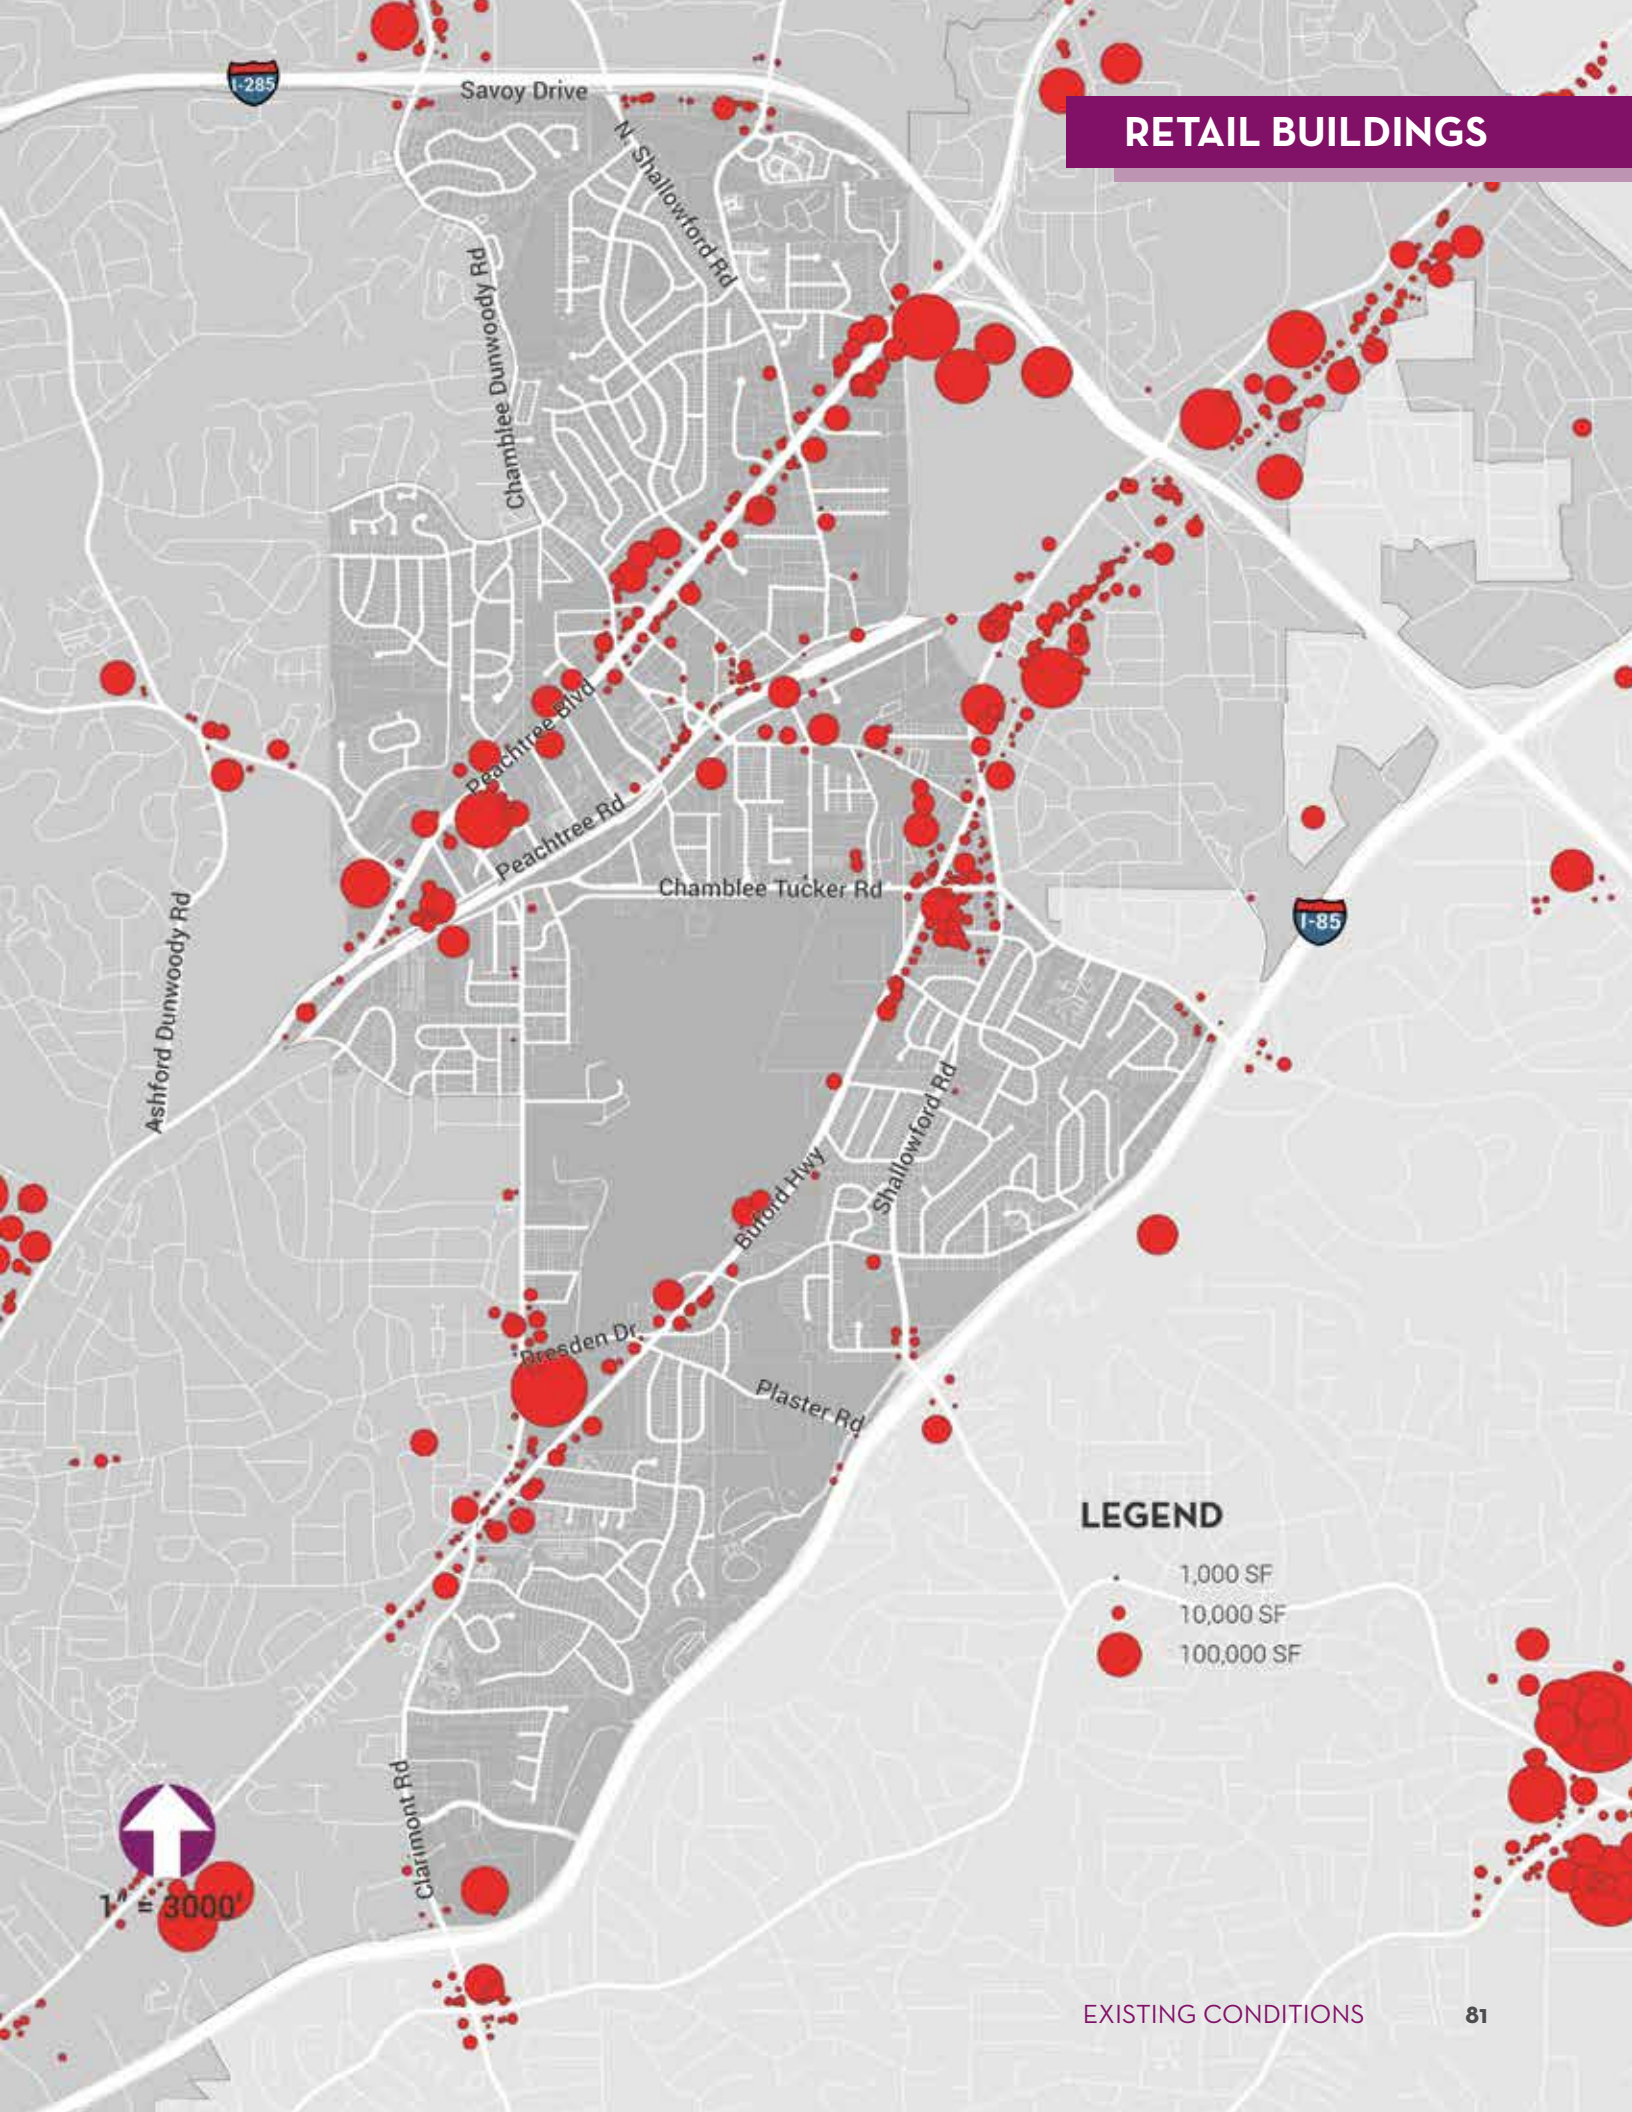 I-285
Savoy Drive
RETAIL BUILDINGS
N. Shallowford Rd
Chamblee Dunwoody Rd
Peachtree Blvd
Peachtree Rd
Chamblee Tucker Rd
I-85
Ashford Dunwoody Rd
Shallowford Rd
Buford Hwy
Dresden Dr.
Plaster Rd
LEGEND
1,000 SF
10,000 SF
100,000 SF
Clarimont Rd
1" = 3000'
EXISTING CONDITIONS 81